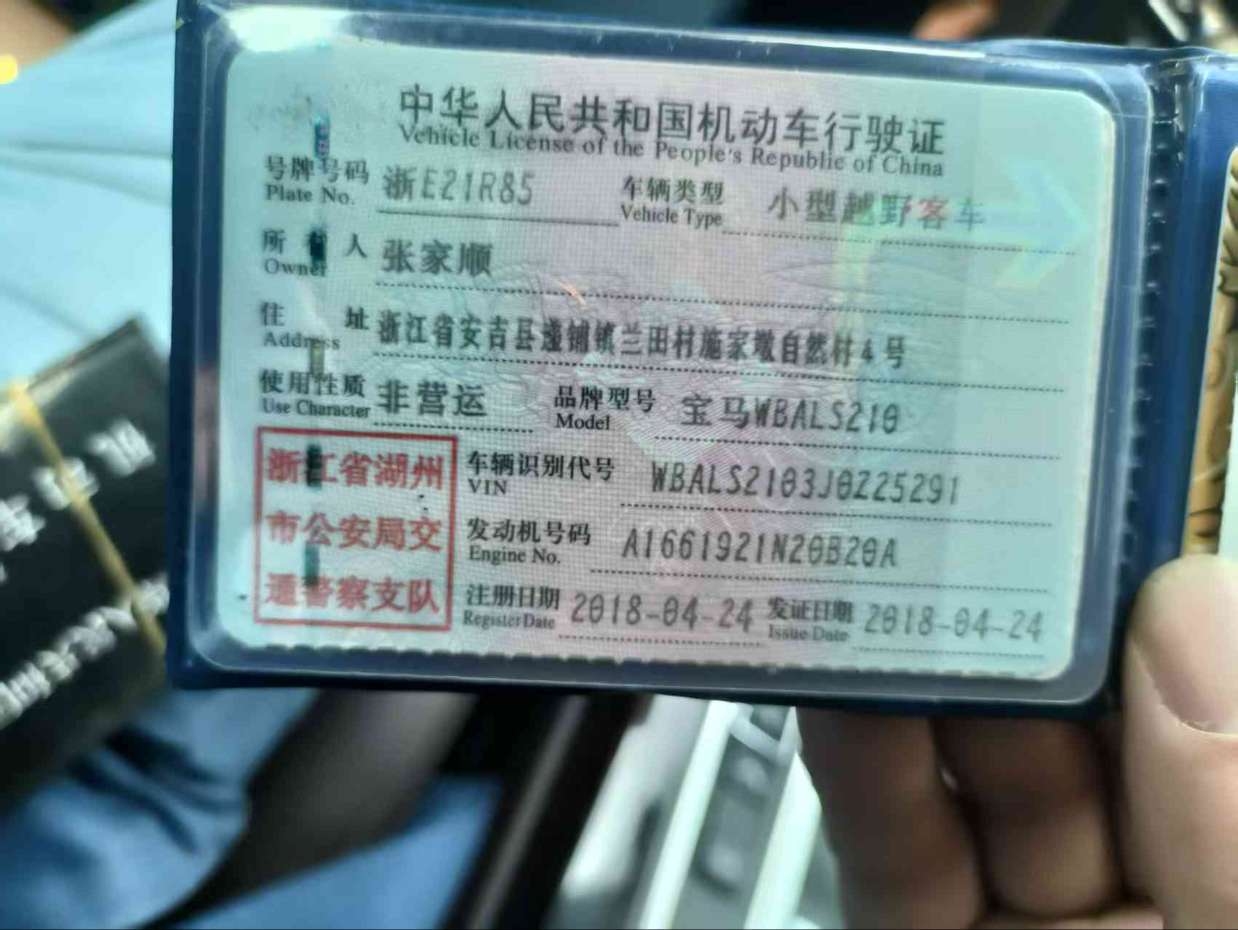 中华人民共和国机动车行驶证
Vehicle License of the People's Republic of China
号牌号码 浙E21R85 车辆类型 小型越野客车
Plate No. Vehicle Type
所有人 张家顺
Owner
住址 浙江省安吉县递铺镇兰田村施家墩自然村4号
Address
使用性质 非营运 品牌型号 宝马WBALS210
Use Character Model
浙江省湖州
市公安局交
通警察支队
车辆识别代号 WBALS2103J0Z25291
VIN
发动机号码 A1661921N20B20A
Engine No.
注册日期 2018-04-24 发证日期 2018-04-24
Register Date Issue Date